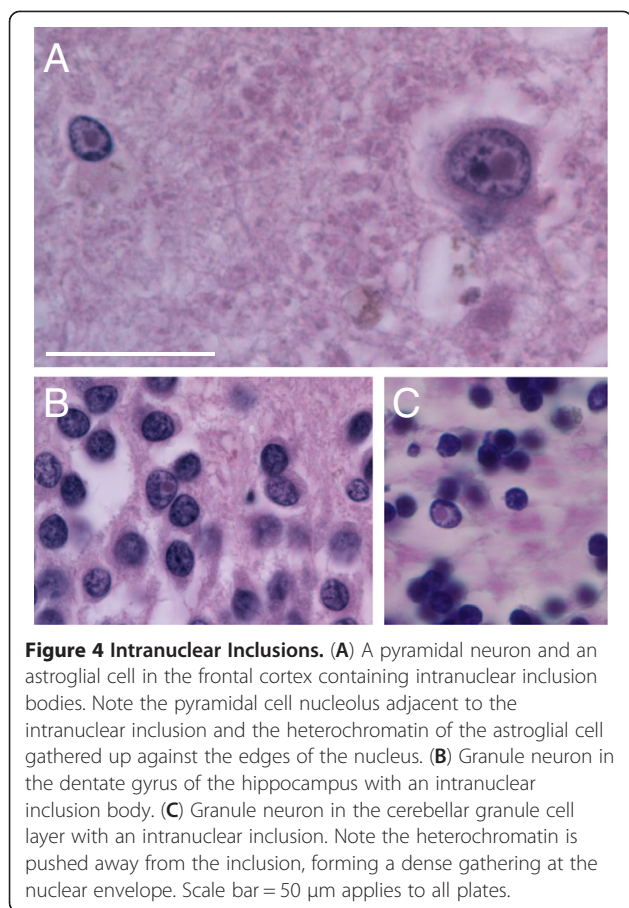 A
B
C
Figure 4 Intranuclear Inclusions. (A) A pyramidal neuron and an
astroglial cell in the frontal cortex containing intranuclear inclusion
bodies. Note the pyramidal cell nucleolus adjacent to the
intranuclear inclusion and the heterochromatin of the astroglial cell
gathered up against the edges of the nucleus. (B) Granule neuron in
the dentate gyrus of the hippocampus with an intranuclear
inclusion body. (C) Granule neuron in the cerebellar granule cell
layer with an intranuclear inclusion. Note the heterochromatin is
pushed away from the inclusion, forming a dense gathering at the
nuclear envelope. Scale bar = 50 μm applies to all plates.